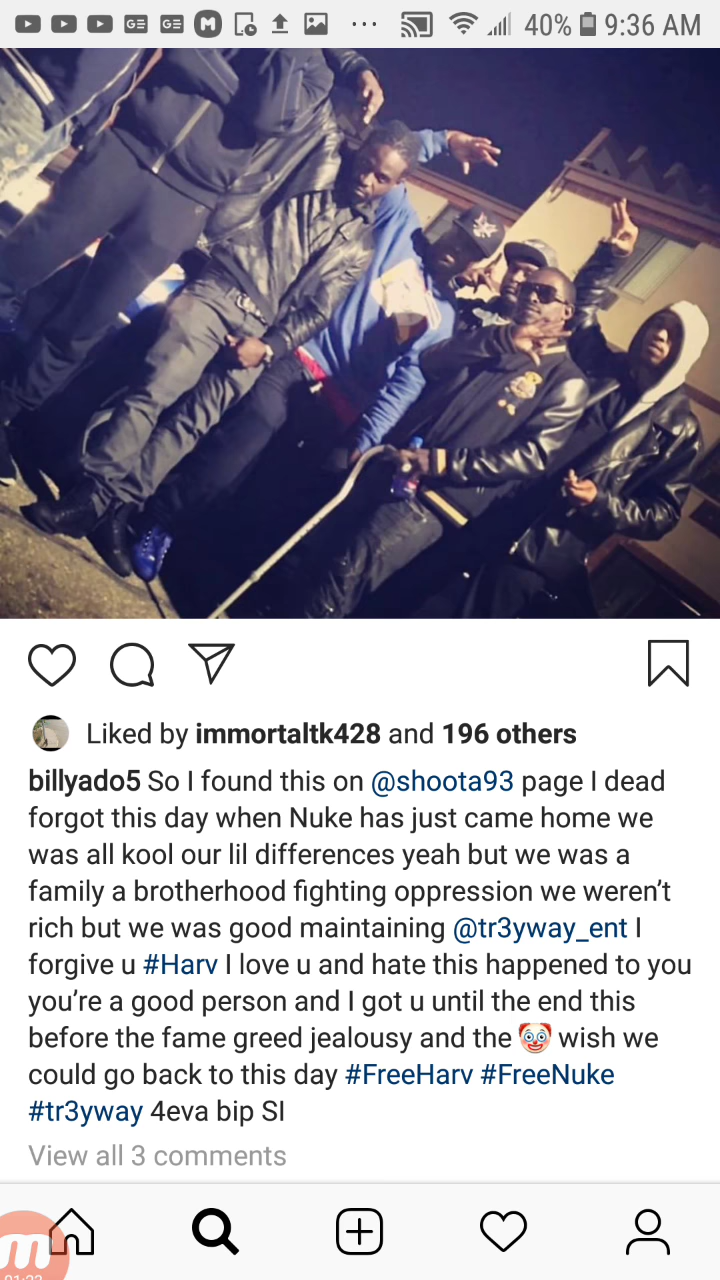 40% 9:36 AM
Liked by immortaltk428 and 196 others
billyado5 So I found this on @shoota93 page I dead
forgot this day when Nuke has just came home we
was all kool our lil differences yeah but we was a
family a brotherhood fighting oppression we weren’t
rich but we was good maintaining @tr3yway_ent I
forgive u #Harv I love u and hate this happened to you
you’re a good person and I got u until the end this
before the fame greed jealousy and the 🤡 wish we
could go back to this day #FreeHarv #FreeNuke
#tr3yway 4eva bip SI
View all 3 comments
m